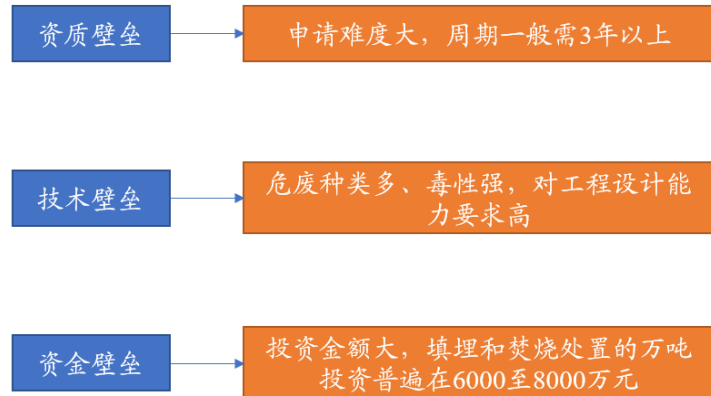 资质壁垒
申请难度大，周期一般需3年以上
技术壁垒
危废种类多、毒性强，对工程设计能
力要求高
资金壁垒
投资金额大，填埋和焚烧处置的万吨
投资普遍在6000至8000万元